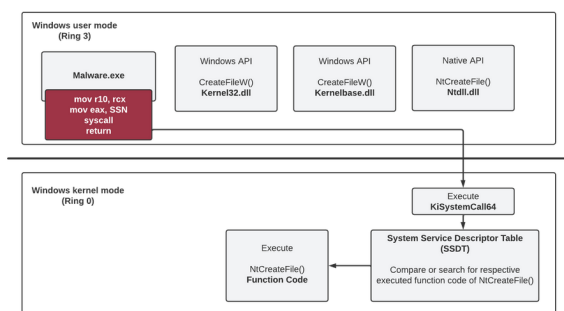 Windows user mode
(Ring 3)
Malware.exe
mov r10, rcx
mov eax, SSN
syscall
return
Windows API
CreateFileW()
Kernel32.dll
Windows API
CreateFileW()
Kernelbase.dll
Native API
NtCreateFile()
Ntdll.dll
Windows kernel mode
(Ring 0)
Execute
KiSystemCall64
System Service Descriptor Table
(SSDT)
Compare or search for respective
executed function code of NtCreateFile()
Execute
NtCreateFile()
Function Code